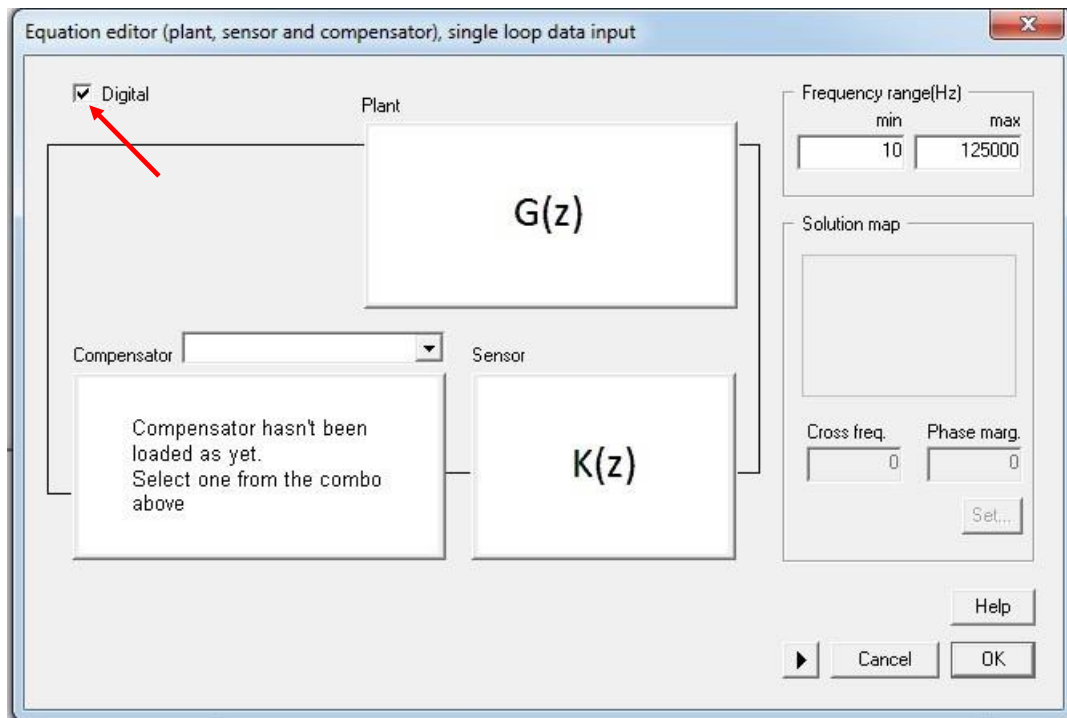 Equation editor (plant, sensor and compensator), single loop data input
Digital
Plant
G(z)
Frequency range(Hz)
min max
10 125000
Solution map
Compensator
Sensor
Compensator hasn't been
loaded as yet.
Select one from the combo
above
K(z)
Cross freq. Phase marg.
0 0
Set...
Help
Cancel OK